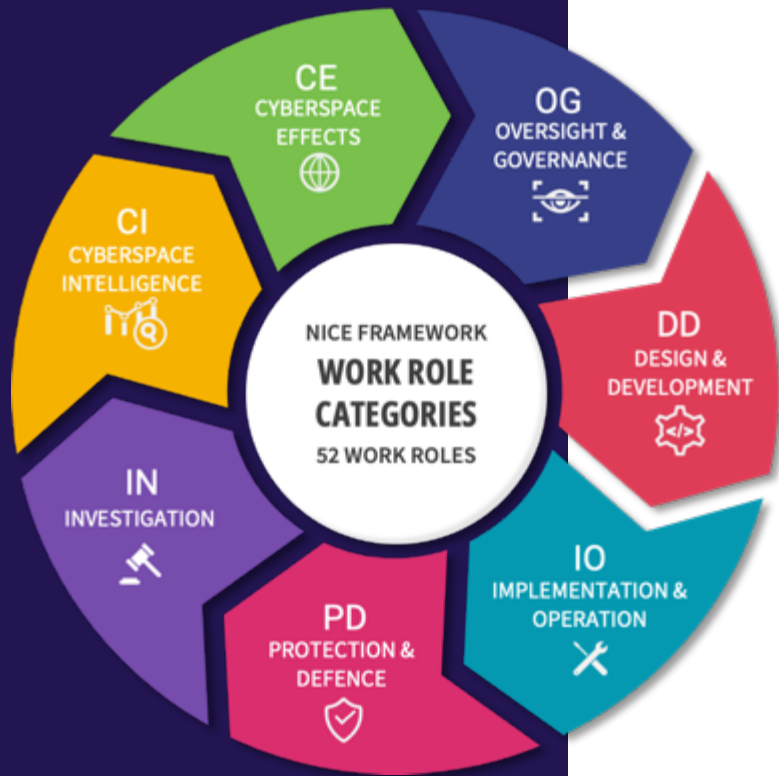 CE
CYBERSPACE
EFFECTS
OG
OVERSIGHT &
GOVERNANCE
DD
DESIGN &
DEVELOPMENT
</>
IO
IMPLEMENTATION &
OPERATION
PD
PROTECTION &
DEFENCE
IN
INVESTIGATION
CI
CYBERSPACE
INTELLIGENCE
NICE FRAMEWORK
WORK ROLE
CATEGORIES
52 WORK ROLES